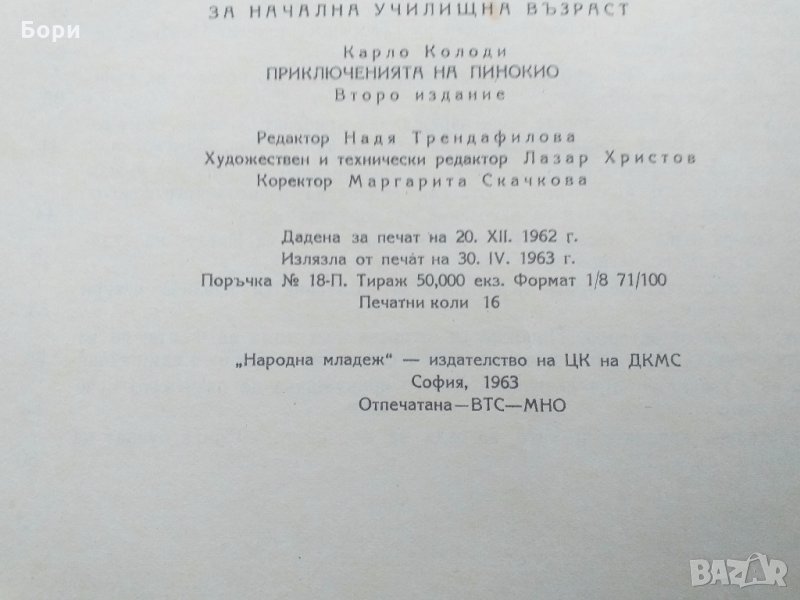 Бори
ЗА НАЧАЛНА УЧИЛИЩНА ВЪЗРАСТ
Карло Колоди
ПРИКЛЮЧЕНИЯТА НА ПИНОКИО
Второ издание
Редактор Надя Трендафилова
Художествен и технически редактор Лазар Христов
Коректор Маргарита Скачкова
Дадена за печат на 20. XII. 1962 г.
Излязла от печат на 30. IV. 1963 г.
Поръчка № 18-П. Тираж 50,000 екз. Формат 1/8 71/100
Печатни коли 16
„Народна младеж“ — издателство на ЦК на ДКМС
София, 1963
Отпечатана—ВТС—МНО
BAZAR